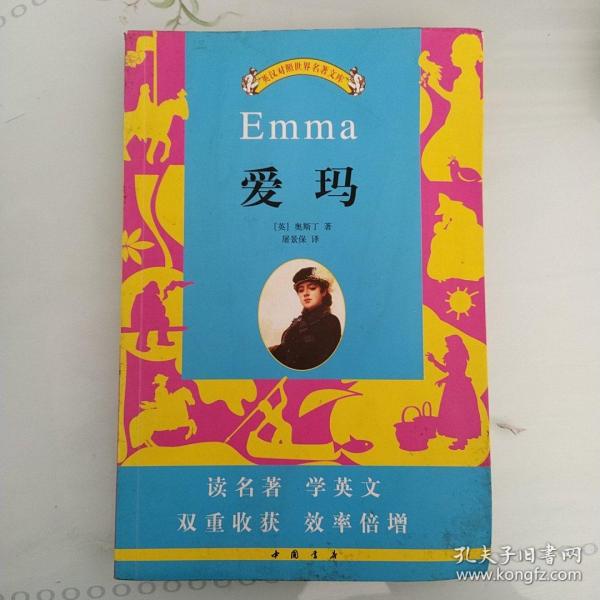 英汉对照世界名著文库
Emma
爱玛
[英] 奥斯丁 著
屠景保 译
读名著 学英文
双重收获 效率倍增
中国书店
孔夫子旧书网
www.kongfz.com